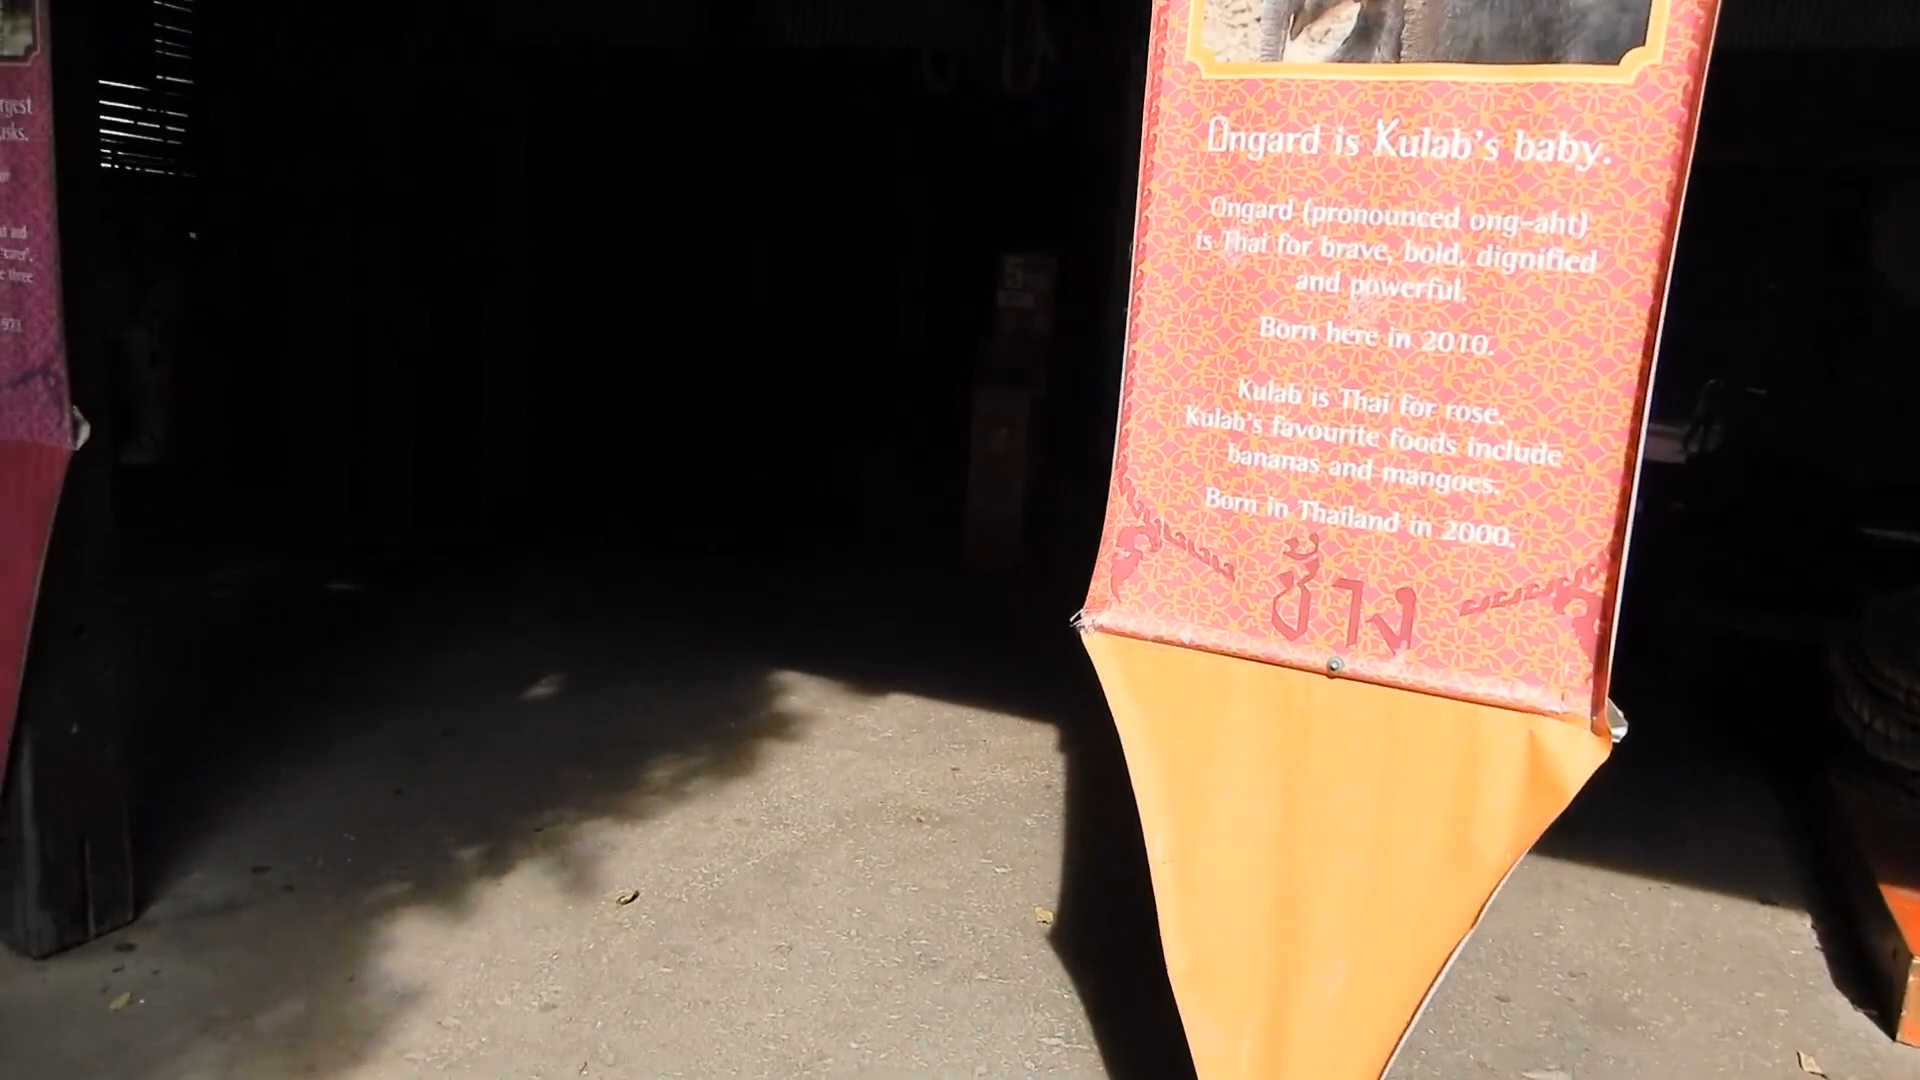 Ongard is Kulab's baby.
Ongard (pronounced ong-aht)
is Thai for brave, bold, dignified
and powerful.
Born here in 2010.
Kulab is Thai for rose.
Kulab's favourite foods include
bananas and mangoes.
Born in Thailand in 2000.
ช้าง